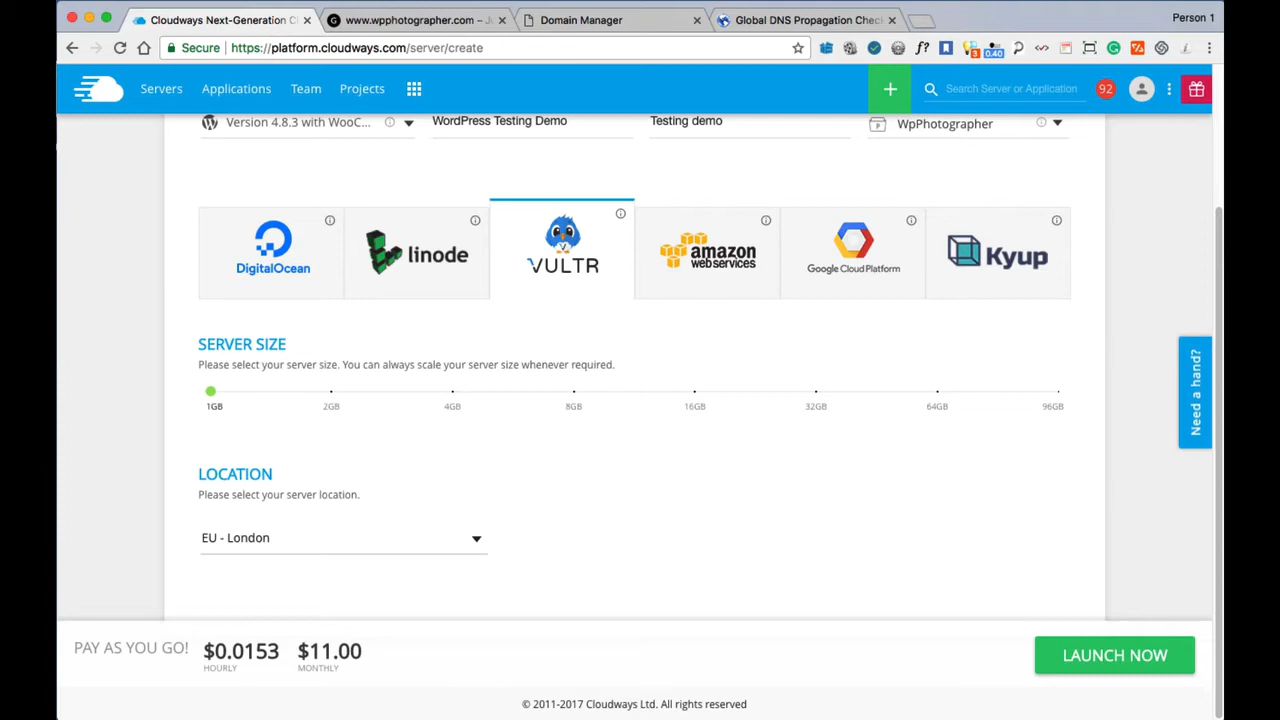 Cloudways Next-Generation C
www.wpphotographer.com – Ju
Domain Manager
Global DNS Propagation Chec
Person 1
Secure
https://platform.cloudways.com/server/create
f?
3
0.40
Servers
Applications
Team
Projects
+
Search Server or Application
92
Version 4.8.3 with WooC...
WordPress Testing Demo
Testing demo
WpPhotographer
DigitalOcean
linode
VULTR
amazon
webservices
Google Cloud Platform
Kyup
SERVER SIZE
Please select your server size. You can always scale your server size whenever required.
1GB
2GB
4GB
8GB
16GB
32GB
64GB
96GB
Need a hand?
LOCATION
Please select your server location.
EU - London
PAY AS YOU GO!
$0.0153
HOURLY
$11.00
MONTHLY
LAUNCH NOW
© 2011-2017 Cloudways Ltd. All rights reserved